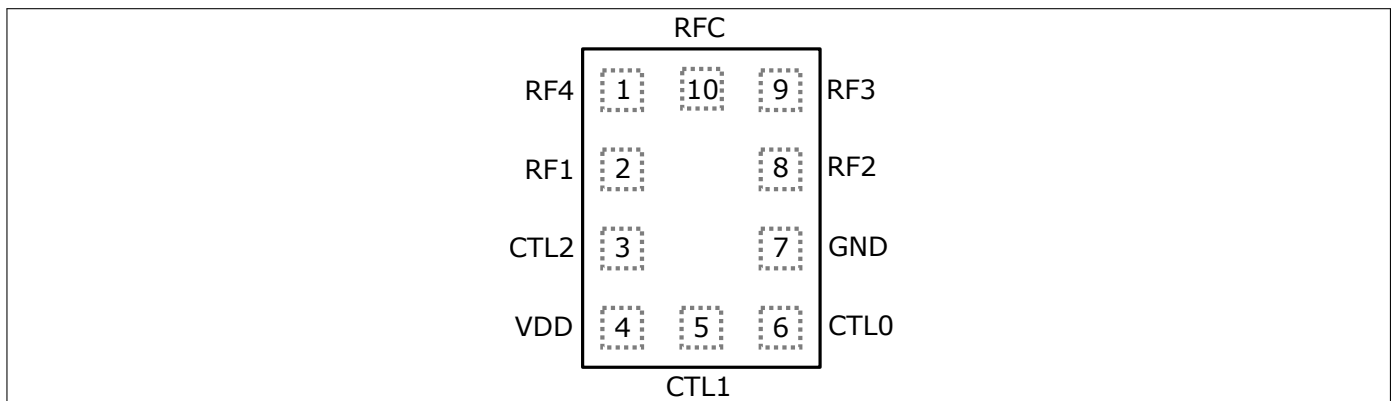 RFC
RF4 1 10 9 RF3
RF1 2 8 RF2
CTL2 3 7 GND
VDD 4 5 6 CTL0
CTL1